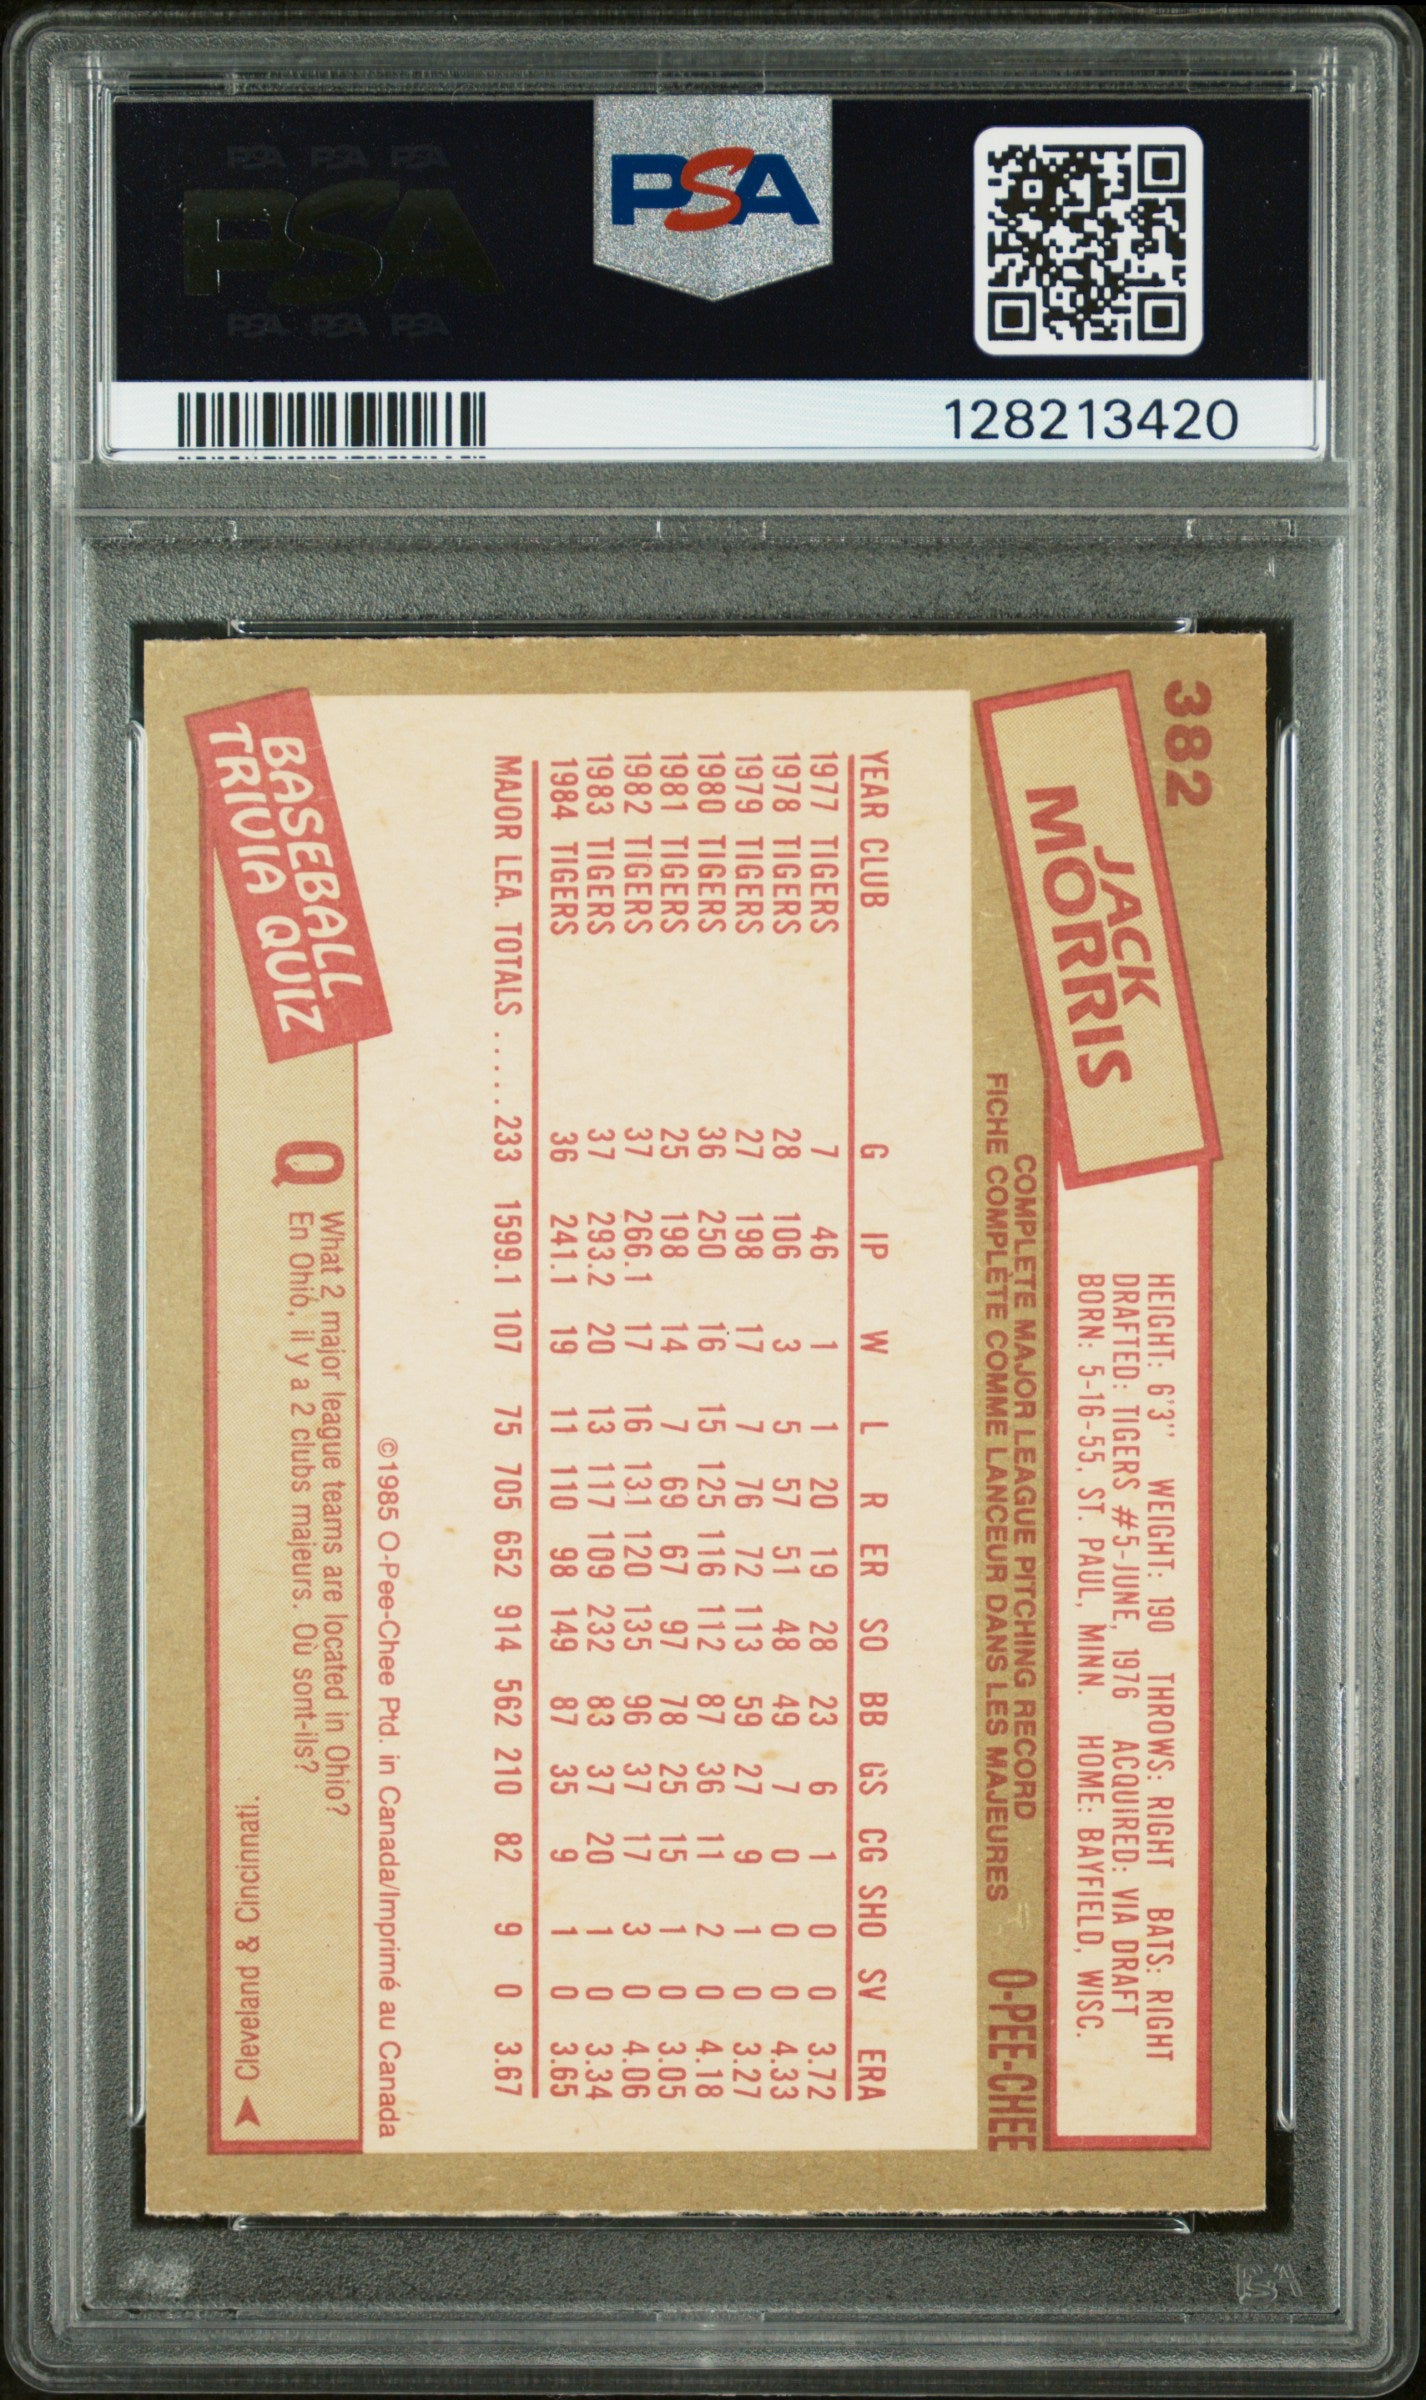 PSA PSA PSA
PSA
PSA PSA PSA
PSA
128213420
382
JACK
MORRIS
HEIGHT: 6'3" WEIGHT: 190 THROWS: RIGHT BATS: RIGHT
DRAFTED: TIGERS #5-JUNE, 1976 ACQUIRED: VIA DRAFT
BORN: 5-16-55, ST. PAUL, MINN. HOME: BAYFIELD, WISC.
COMPLETE MAJOR LEAGUE PITCHING RECORD
FICHE COMPLÈTE COMME LANCEUR DANS LES MAJEURES
O-PEE-CHEE
YEAR CLUB G IP W L R ER SO BB GS CG SHO SV ERA
1977 TIGERS 7 46 1 1 20 19 28 23 6 1 0 0 3.72
1978 TIGERS 28 106 3 5 57 51 48 49 7 0 0 0 4.33
1979 TIGERS 27 198 17 7 76 72 113 59 27 9 1 0 3.27
1980 TIGERS 36 250 16 15 125 116 112 87 36 11 2 0 4.18
1981 TIGERS 25 198 14 7 69 67 97 78 25 15 1 0 3.05
1982 TIGERS 37 266.1 17 16 131 120 135 96 37 17 3 0 4.06
1983 TIGERS 37 293.2 20 13 117 109 232 83 37 20 1 0 3.34
1984 TIGERS 36 241.1 19 11 110 98 149 87 35 9 1 0 3.65
MAJOR LEA. TOTALS ..... 233 1599.1 107 75 705 652 914 562 210 82 9 0 3.67
©1985 O-Pee-Chee Ptd. in Canada/Imprimé au Canada
BASEBALL
TRIVIA QUIZ
Q What 2 major league teams are located in Ohio?
En Ohio, il y a 2 clubs majeurs. Où sont-ils?
Cleveland & Cincinnati.
PSA